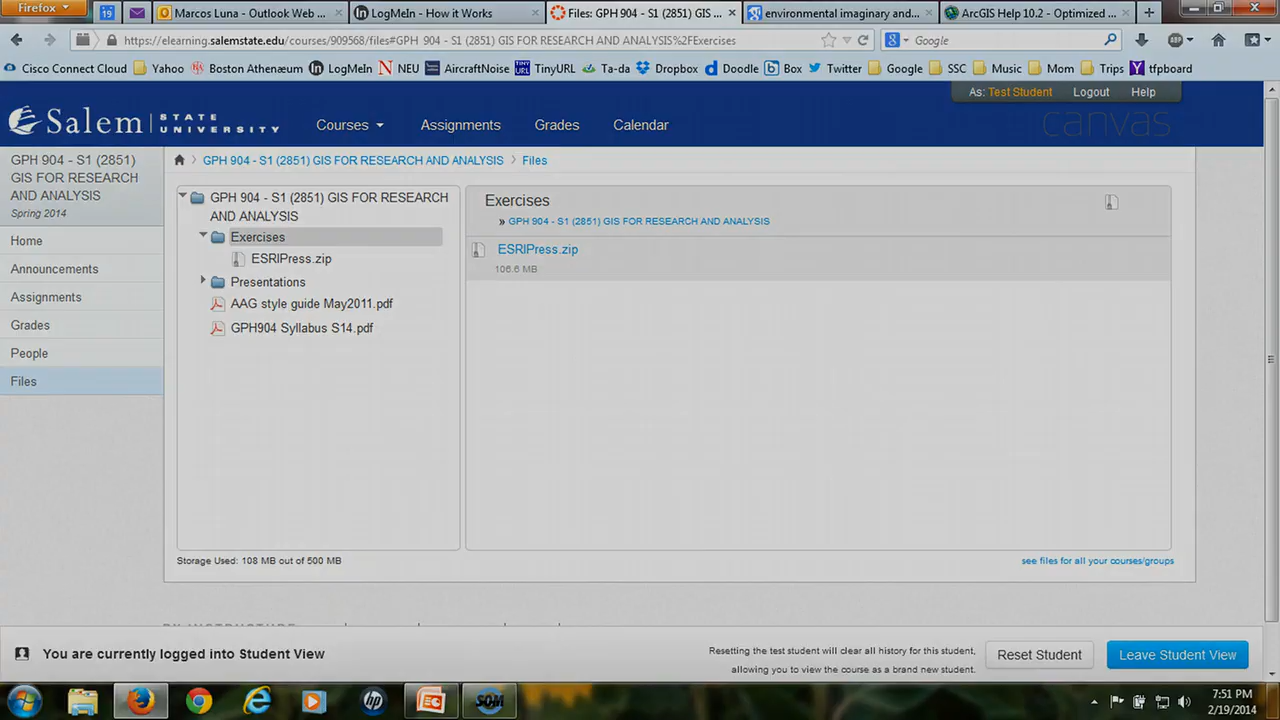 Firefox
19
Marcos Luna - Outlook Web ...
LogMeIn - How it Works
Files: GPH 904 - S1 (2851) GIS ...
environmental imaginary and...
ArcGIS Help 10.2 - Optimized ...
https://elearning.salemstate.edu/courses/909568/files#GPH 904 - S1 (2851) GIS FOR RESEARCH AND ANALYSIS%2FExercises
Google
ABP
Cisco Connect Cloud
Yahoo
Boston Athenæum
LogMeIn
NEU
AircraftNoise
TinyURL
Ta-da
Dropbox
Doodle
Box
Twitter
Google
SSC
Music
Mom
Trips
tfpboard
As: Test Student
Logout
Help
Salem STATE UNIVERSITY
Courses
Assignments
Grades
Calendar
canvas
GPH 904 - S1 (2851)
GIS FOR RESEARCH
AND ANALYSIS
Spring 2014
GPH 904 - S1 (2851) GIS FOR RESEARCH AND ANALYSIS
Files
Home
Announcements
Assignments
Grades
People
Files
GPH 904 - S1 (2851) GIS FOR RESEARCH
AND ANALYSIS
Exercises
ESRIPress.zip
Presentations
AAG style guide May2011.pdf
GPH904 Syllabus S14.pdf
Exercises
» GPH 904 - S1 (2851) GIS FOR RESEARCH AND ANALYSIS
ESRIPress.zip
106.6 MB
Storage Used: 108 MB out of 500 MB
see files for all your courses/groups
You are currently logged into Student View
Resetting the test student will clear all history for this student,
allowing you to view the course as a brand new student.
Reset Student
Leave Student View
7:51 PM
2/19/2014